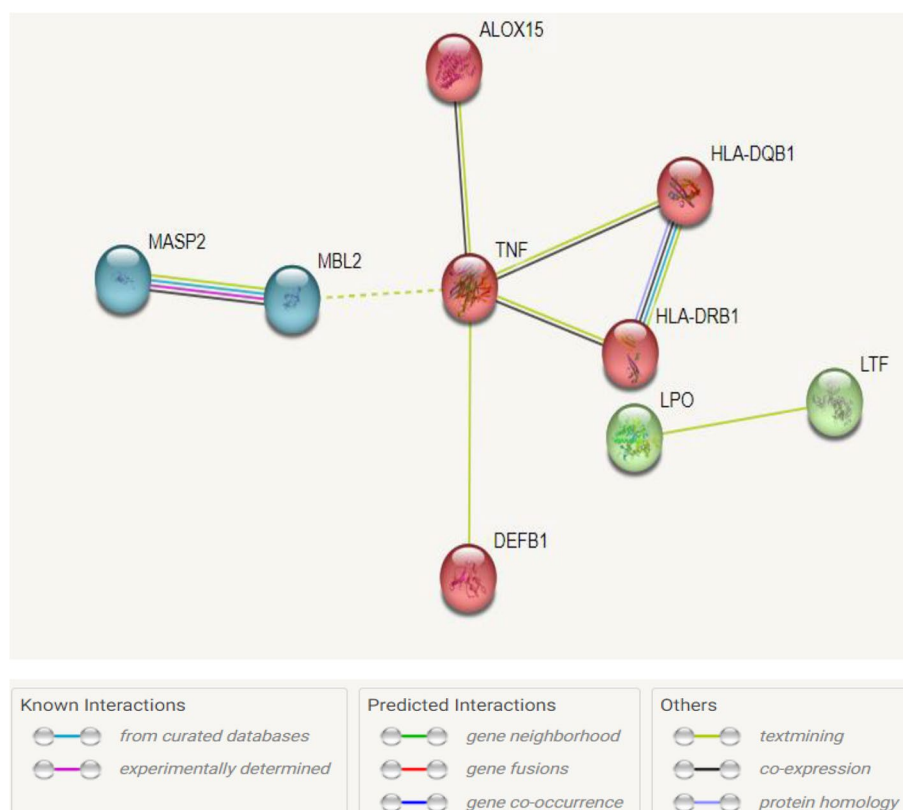 ALOX15
HLA-DQB1
MASP2
MBL2
TNF
HLA-DRB1
LTF
LPO
DEFB1
Known Interactions
from curated databases
experimentally determined
Predicted Interactions
gene neighborhood
gene fusions
gene co-occurrence
Others
textmining
co-expression
protein homology